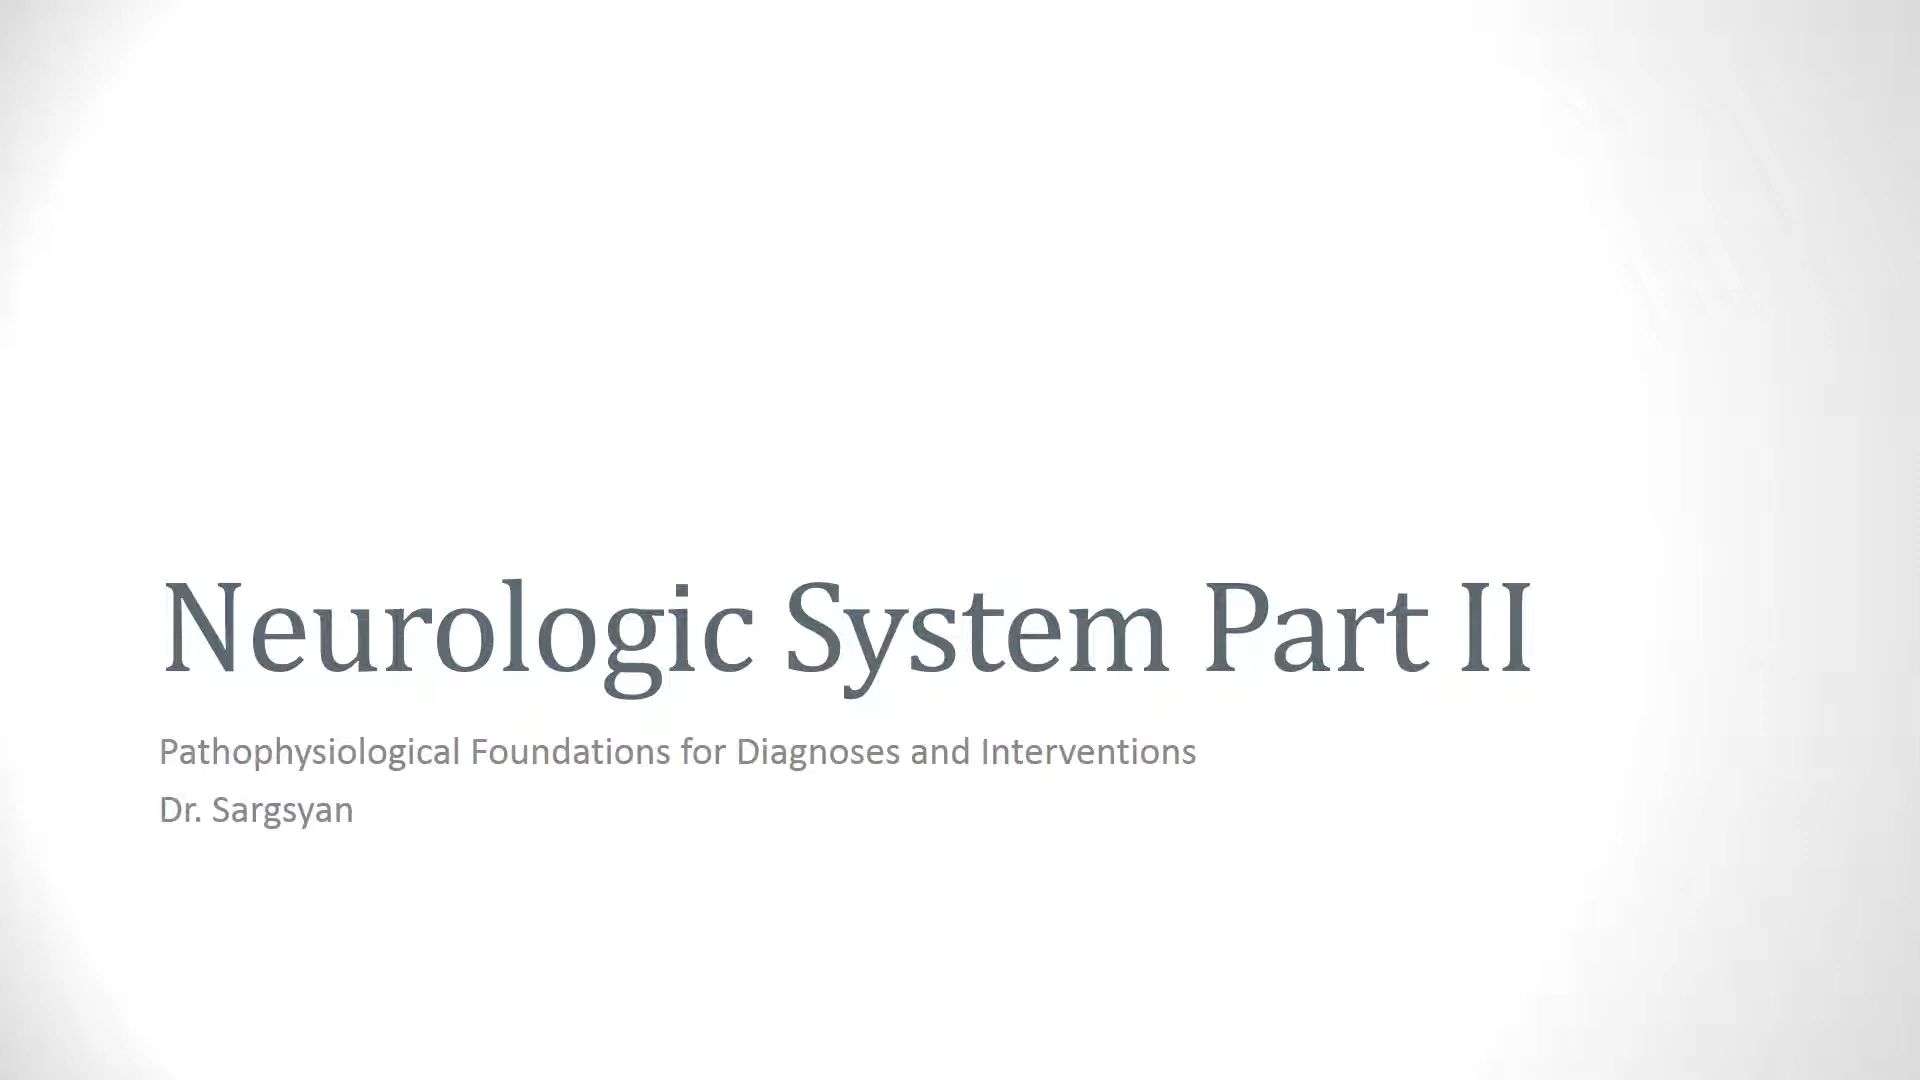 Neurologic System Part II
Pathophysiological Foundations for Diagnoses and Interventions
Dr. Sargsyan